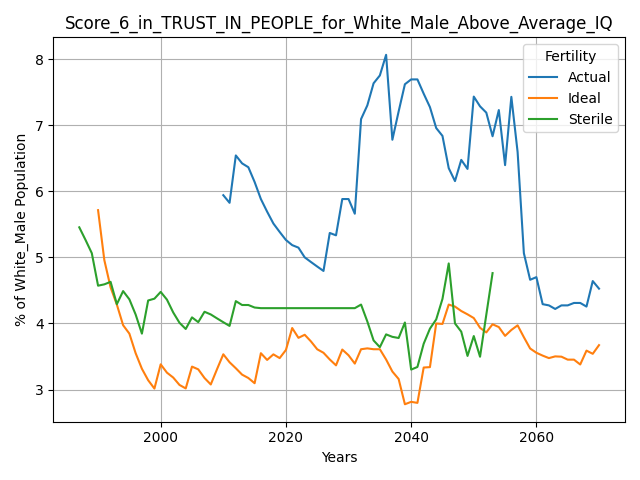 Score_6_in_TRUST_IN_PEOPLE_for_White_Male_Above_Average_IQ
Fertility
Actual
Ideal
Sterile
8
7
6
5
4
3
% of White_Male Population
2000 2020 2040 2060
Years